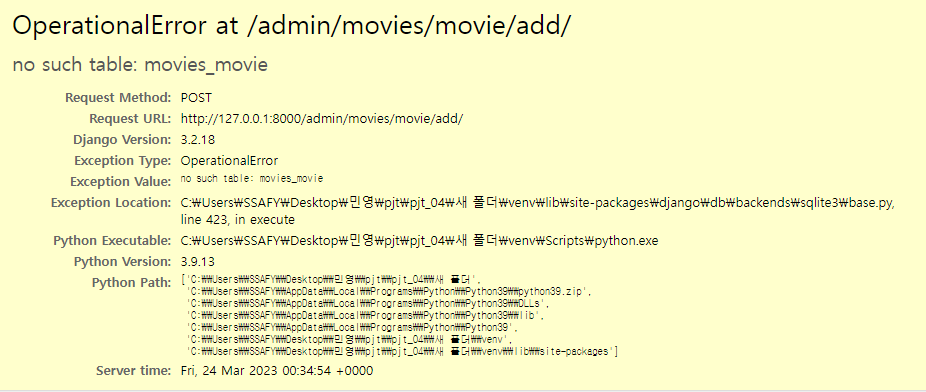 OperationalError at /admin/movies/movie/add/
no such table: movies_movie
Request Method: POST
Request URL: http://127.0.0.1:8000/admin/movies/movie/add/
Django Version: 3.2.18
Exception Type: OperationalError
Exception Value: no such table: movies_movie
Exception Location: C:₩Users₩SSAFY₩Desktop₩민영₩pjt₩pjt_04₩새 폴더₩venv₩lib₩site-packages₩django₩db₩backends₩sqlite3₩base.py,
line 423, in execute
Python Executable: C:₩Users₩SSAFY₩Desktop₩민영₩pjt₩pjt_04₩새 폴더₩venv₩Scripts₩python.exe
Python Version: 3.9.13
Python Path: ['C:₩₩Users₩₩SSAFY₩₩Desktop₩₩민영₩₩pjt₩₩pjt_04₩₩새 폴더',
'C:₩₩Users₩₩SSAFY₩₩AppData₩₩Local₩₩Programs₩₩Python₩₩Python39₩₩python39.zip',
'C:₩₩Users₩₩SSAFY₩₩AppData₩₩Local₩₩Programs₩₩Python₩₩Python39₩₩DLLs',
'C:₩₩Users₩₩SSAFY₩₩AppData₩₩Local₩₩Programs₩₩Python₩₩Python39₩₩lib',
'C:₩₩Users₩₩SSAFY₩₩AppData₩₩Local₩₩Programs₩₩Python₩₩Python39',
'C:₩₩Users₩₩SSAFY₩₩Desktop₩₩민영₩₩pjt₩₩pjt_04₩₩새 폴더₩₩venv',
'C:₩₩Users₩₩SSAFY₩₩Desktop₩₩민영₩₩pjt₩₩pjt_04₩₩새 폴더₩₩venv₩₩lib₩₩site-packages']
Server time: Fri, 24 Mar 2023 00:34:54 +0000